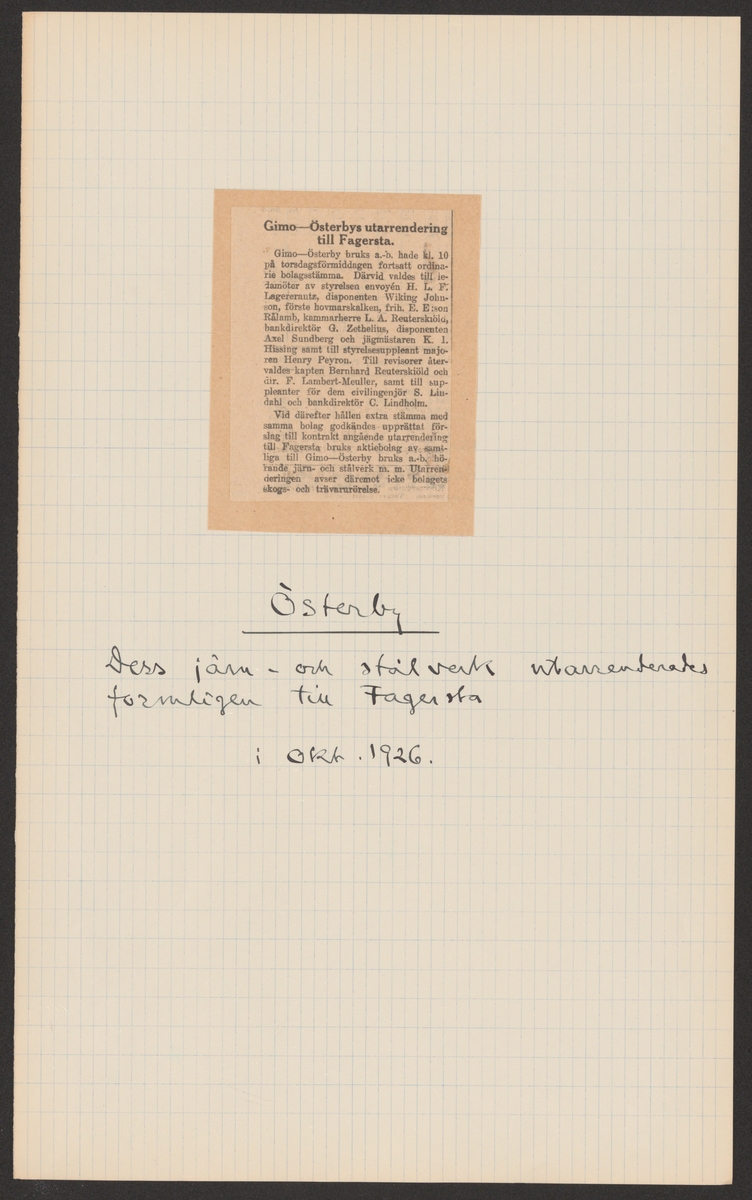 Gimo—Österbys utarrendering
till Fagersta.
Gimo—Österby bruks a.-b. hade kl. 10
på torsdagsförmiddagen fortsatt ordina-
rie bolagsstämma. Därvid valdes till le-
damöter av styrelsen envoyén H. L. F.
Lagercrantz, disponenten Wiking John-
son, förste hovmarskalken, frih. E. E:son
Rålamb, kammarherre L. A. Reuterskiöld,
bankdirektör G. Zethelius, disponenten
Axel Sundberg och jägmästaren K. I.
Hissing samt till styrelsesuppleant majo-
ren Henry Peyron. Till revisorer åter-
valdes kapten Bernhard Reuterskiöld och
dir. F. Lambert-Meuller, samt till sup-
pleanter för dem civilingenjör S. Lin-
dahl och bankdirektör C. Lindholm.
Vid därefter hållen extra stämma med
samma bolag godkändes upprättat för-
slag till kontrakt angående utarrendering
till Fagersta bruks aktiebolag av samt-
liga till Gimo—Österby bruks a.-b. hö-
rande järn- och stålverk m. m. Utarren-
deringen avser däremot icke bolagets
skogs- och trävarurörelse.
Österby
Dess järn- och stålverk utarrenderades
formligen till Fagersta
i Okt. 1926.